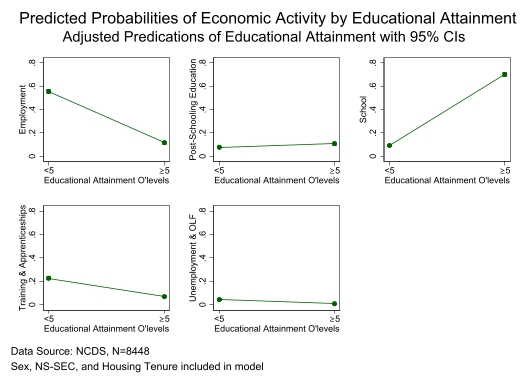 Predicted Probabilities of Economic Activity by Educational Attainment
Adjusted Predications of Educational Attainment with 95% CIs
Employment
.8
.6
.4
.2
0
<5
≥5
Educational Attainment O'levels
Post-Schooling Education
.8
.6
.4
.2
0
<5
≥5
Educational Attainment O'levels
School
.8
.6
.4
.2
0
<5
≥5
Educational Attainment O'levels
Training & Apprenticeships
.8
.6
.4
.2
0
<5
≥5
Educational Attainment O'levels
Unemployment & OLF
.8
.6
.4
.2
0
<5
≥5
Educational Attainment O'levels
Data Source: NCDS, N=8448
Sex, NS-SEC, and Housing Tenure included in model